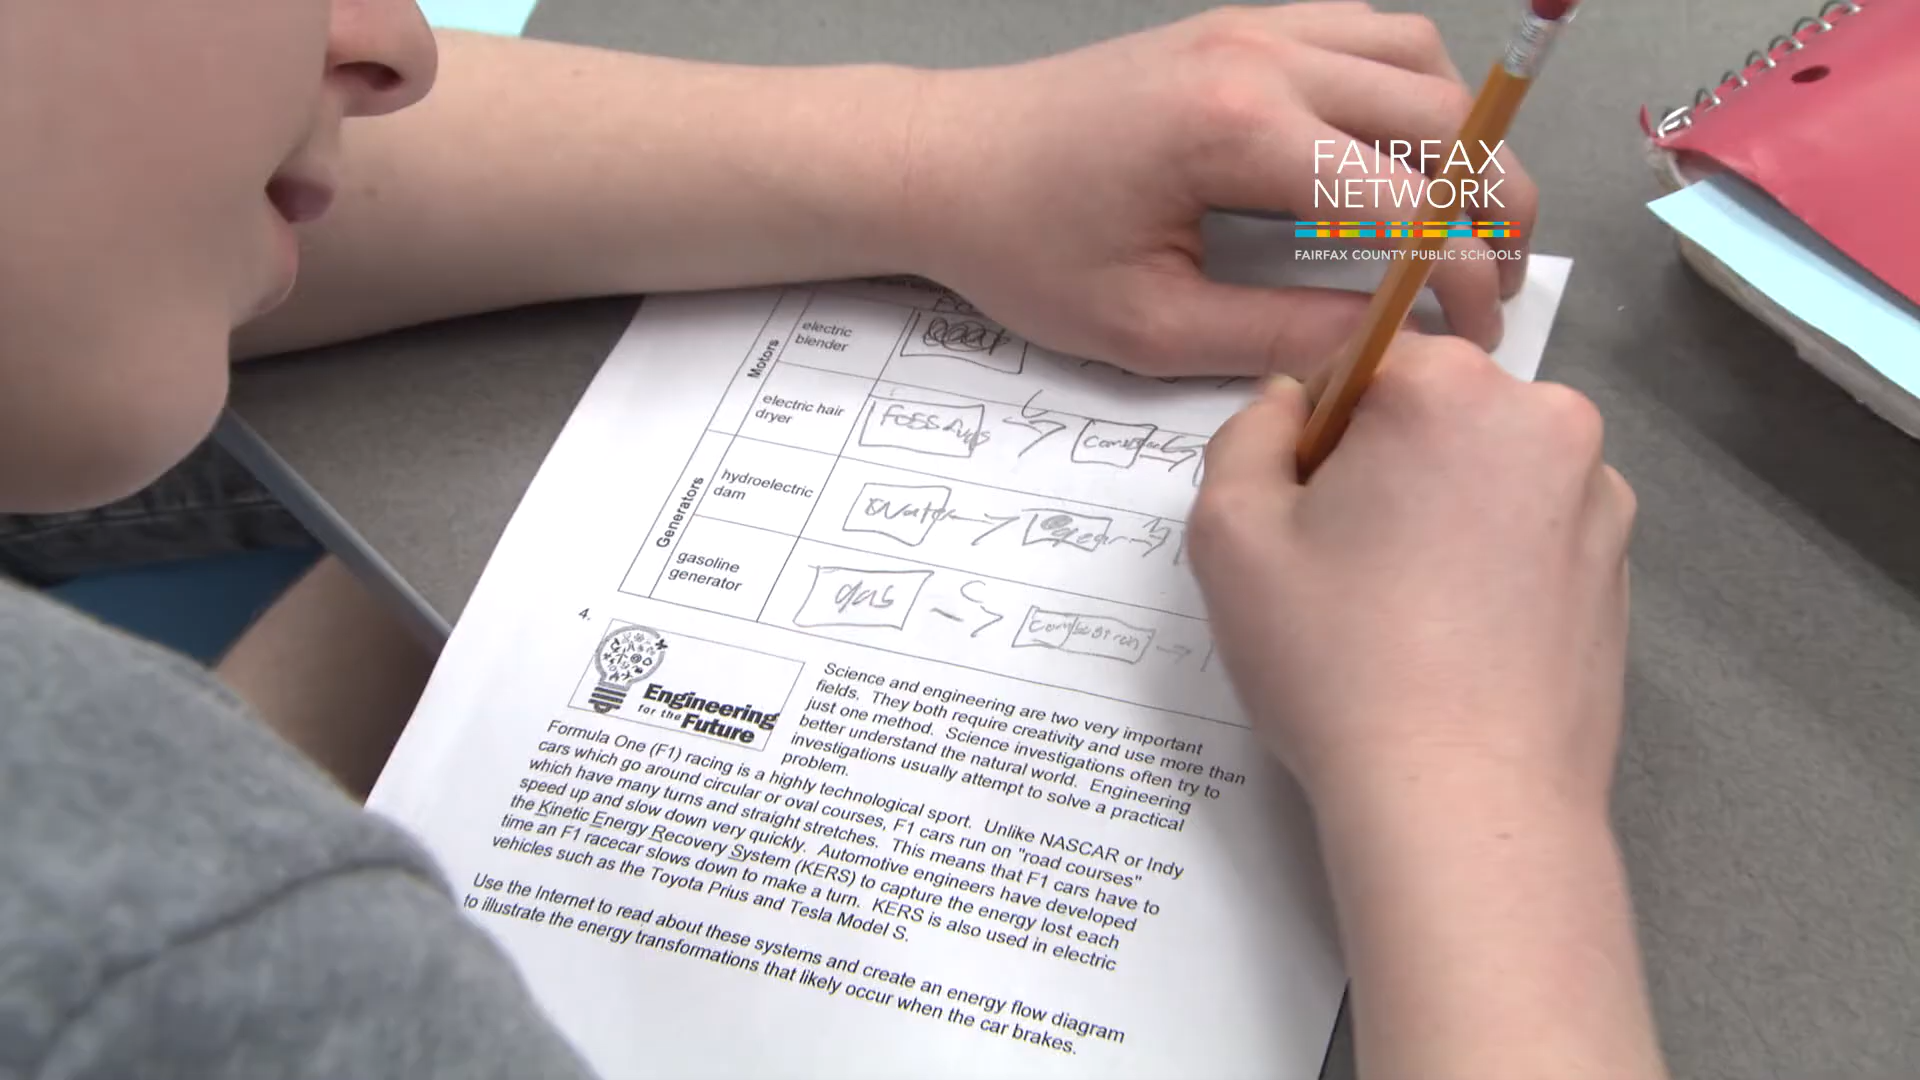 FAIRFAX
NETWORK
FAIRFAX COUNTY PUBLIC SCHOOLS
Motors
electric
blender
electric hair
dryer
Generators
hydroelectric
dam
Water
gear
gasoline
generator
gas
combustion
4.
Engineering
for the
Future
Science and engineering are two very important
fields. They both require creativity and use more than
just one method. Science investigations often try to
better understand the natural world. Engineering
investigations usually attempt to solve a practical
problem.
Formula One (F1) racing is a highly technological sport. Unlike NASCAR or Indy
cars which go around circular or oval courses, F1 cars run on "road courses"
which have many turns and straight stretches. This means that F1 cars have to
speed up and slow down very quickly. Automotive engineers have developed
the Kinetic Energy Recovery System (KERS) to capture the energy lost each
time an F1 racecar slows down to make a turn. KERS is also used in electric
vehicles such as the Toyota Prius and Tesla Model S.
Use the Internet to read about these systems and create an energy flow diagram
to illustrate the energy transformations that likely occur when the car brakes.